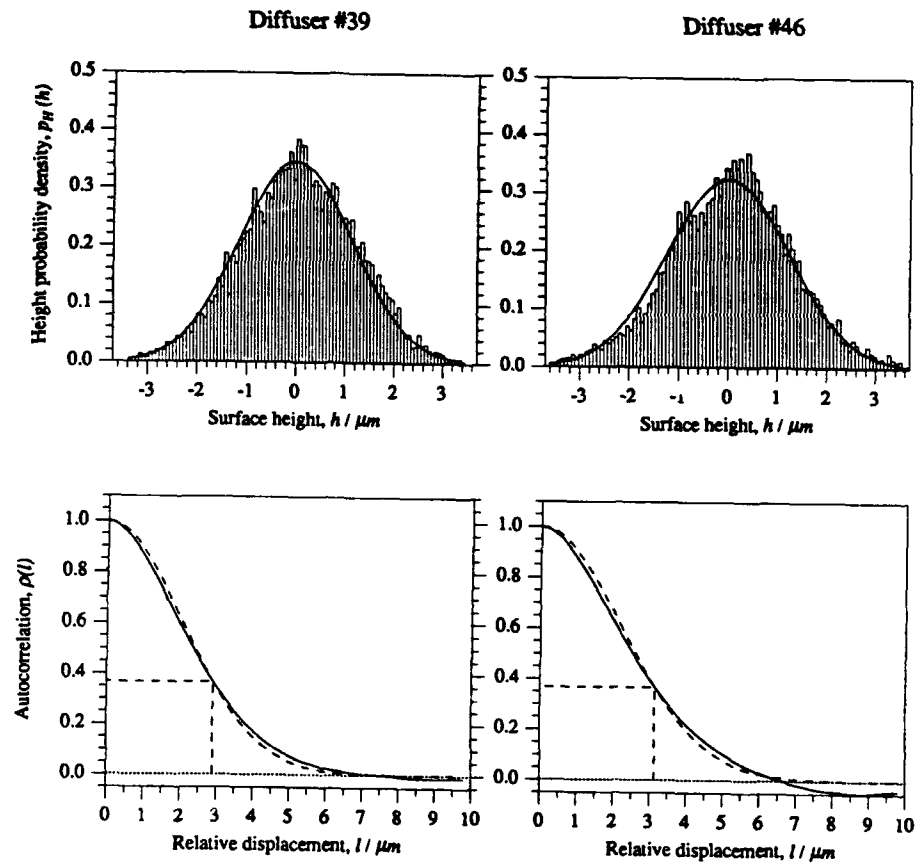 Diffuser #39
Diffuser #46
Height probability density, p_H(h)
0.5
0.4
0.3
0.2
0.1
0.0
-3 -2 -1 0 1 2 3
Surface height, h / μm
0.5
0.4
0.3
0.2
0.1
0.0
-3 -2 -1 0 1 2 3
Surface height, h / μm
Autocorrelation, ρ(l)
1.0
0.8
0.6
0.4
0.2
0.0
0 1 2 3 4 5 6 7 8 9 10
Relative displacement, l / μm
1.0
0.8
0.6
0.4
0.2
0.0
0 1 2 3 4 5 6 7 8 9 10
Relative displacement, l / μm